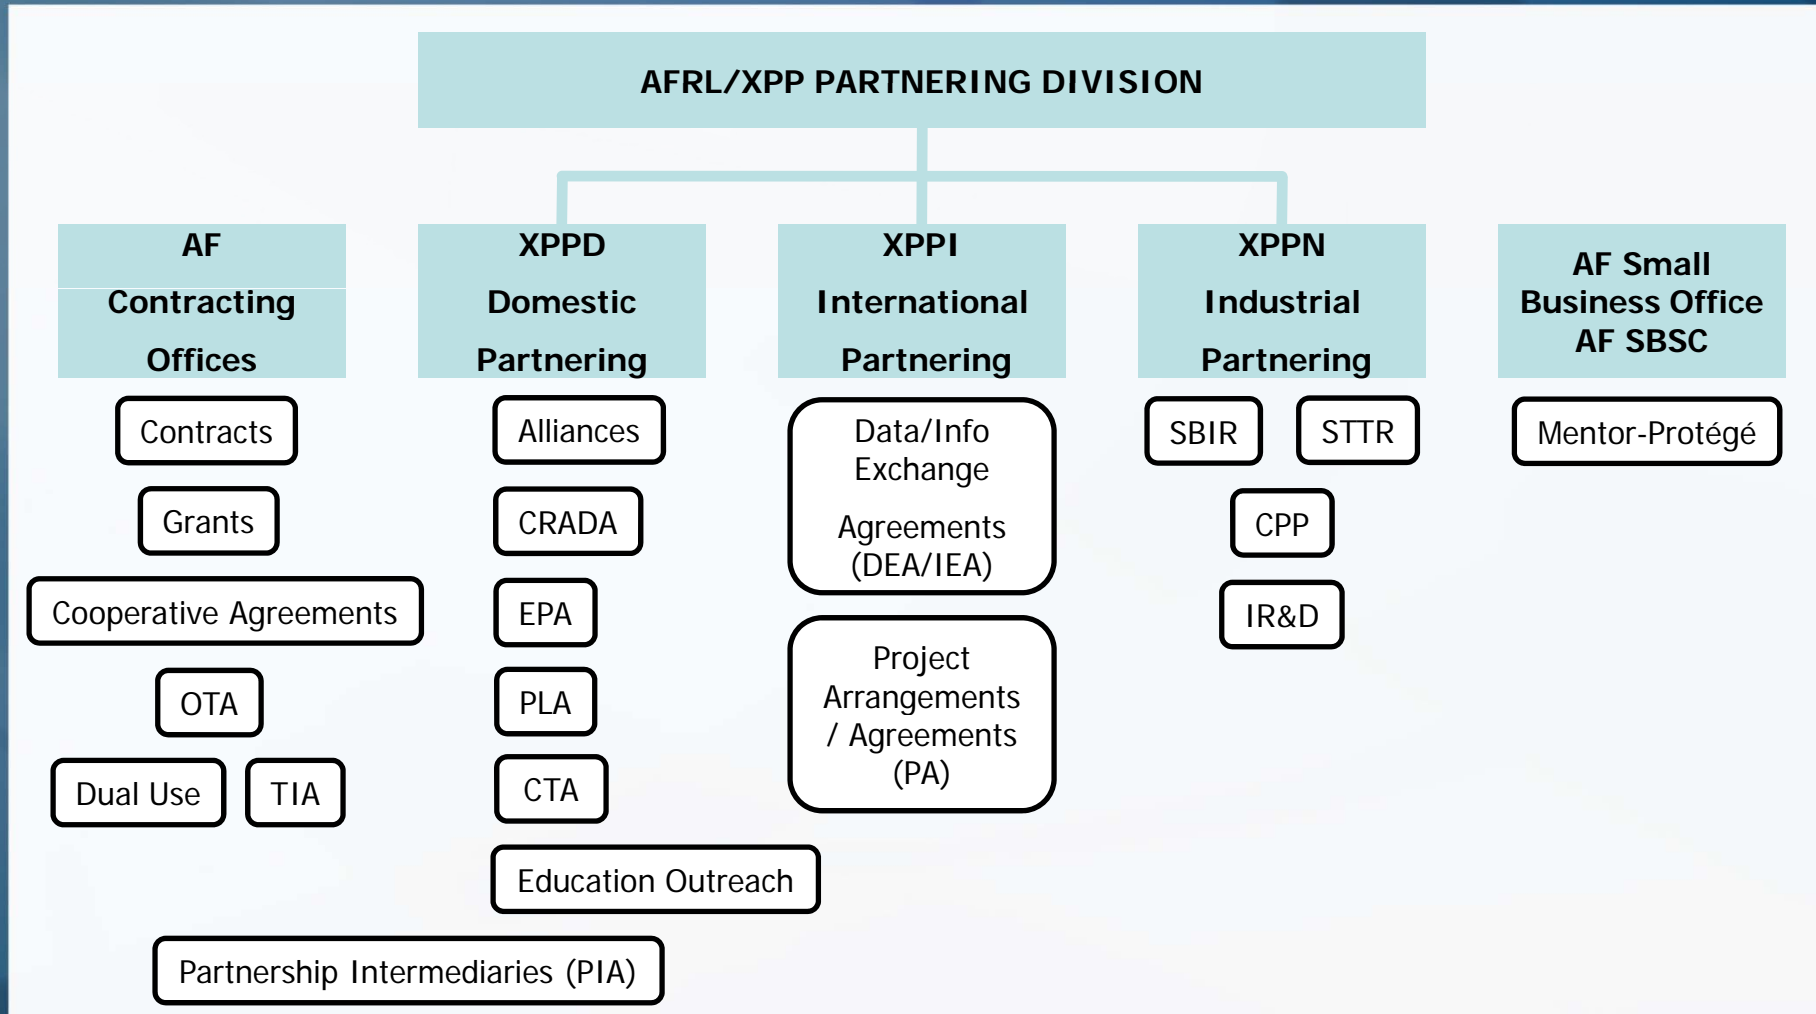 AFRL/XPP PARTNERING DIVISION
AF
Contracting
Offices
Contracts
Grants
Cooperative Agreements
OTA
Dual Use
TIA
XPPD
Domestic
Partnering
Alliances
CRADA
EPA
PLA
CTA
Education Outreach
Partnership Intermediaries (PIA)
XPPI
International
Partnering
Data/Info
Exchange
Agreements
(DEA/IEA)
Project
Arrangements
/ Agreements
(PA)
XPPN
Industrial
Partnering
SBIR
STTR
CPP
IR&D
AF Small
Business Office
AF SBSC
Mentor-Protégé